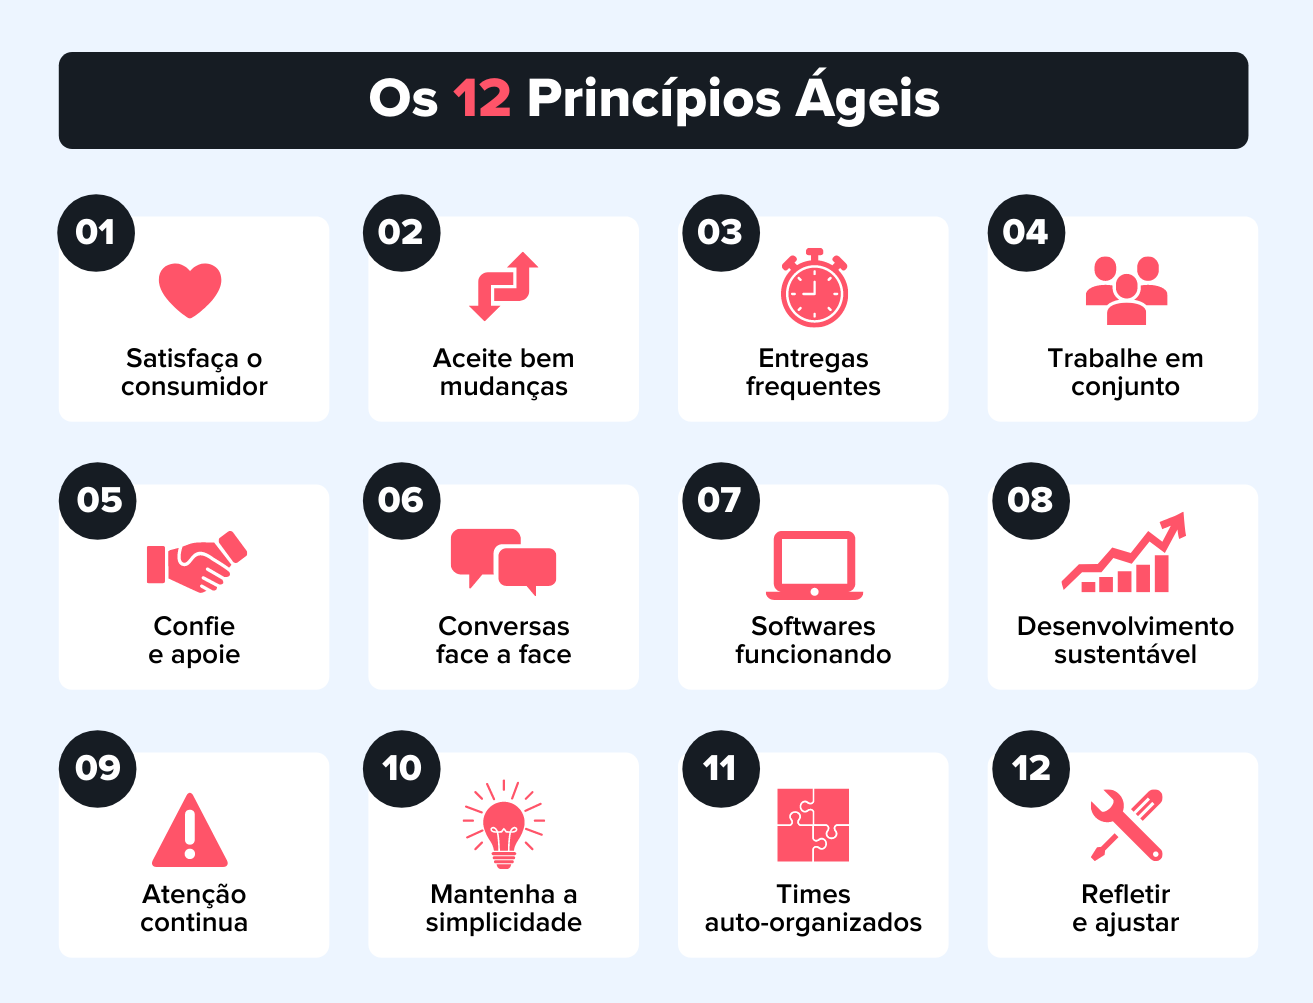 Os 12 Princípios Ágeis
01
Satisfaça o
consumidor
02
Aceite bem
mudanças
03
Entregas
frequentes
04
Trabalhe em
conjunto
05
Confie
e apoie
06
Conversas
face a face
07
Softwares
funcionando
08
Desenvolvimento
sustentável
09
Atenção
continua
10
Mantenha a
simplicidade
11
Times
auto-organizados
12
Refletir
e ajustar